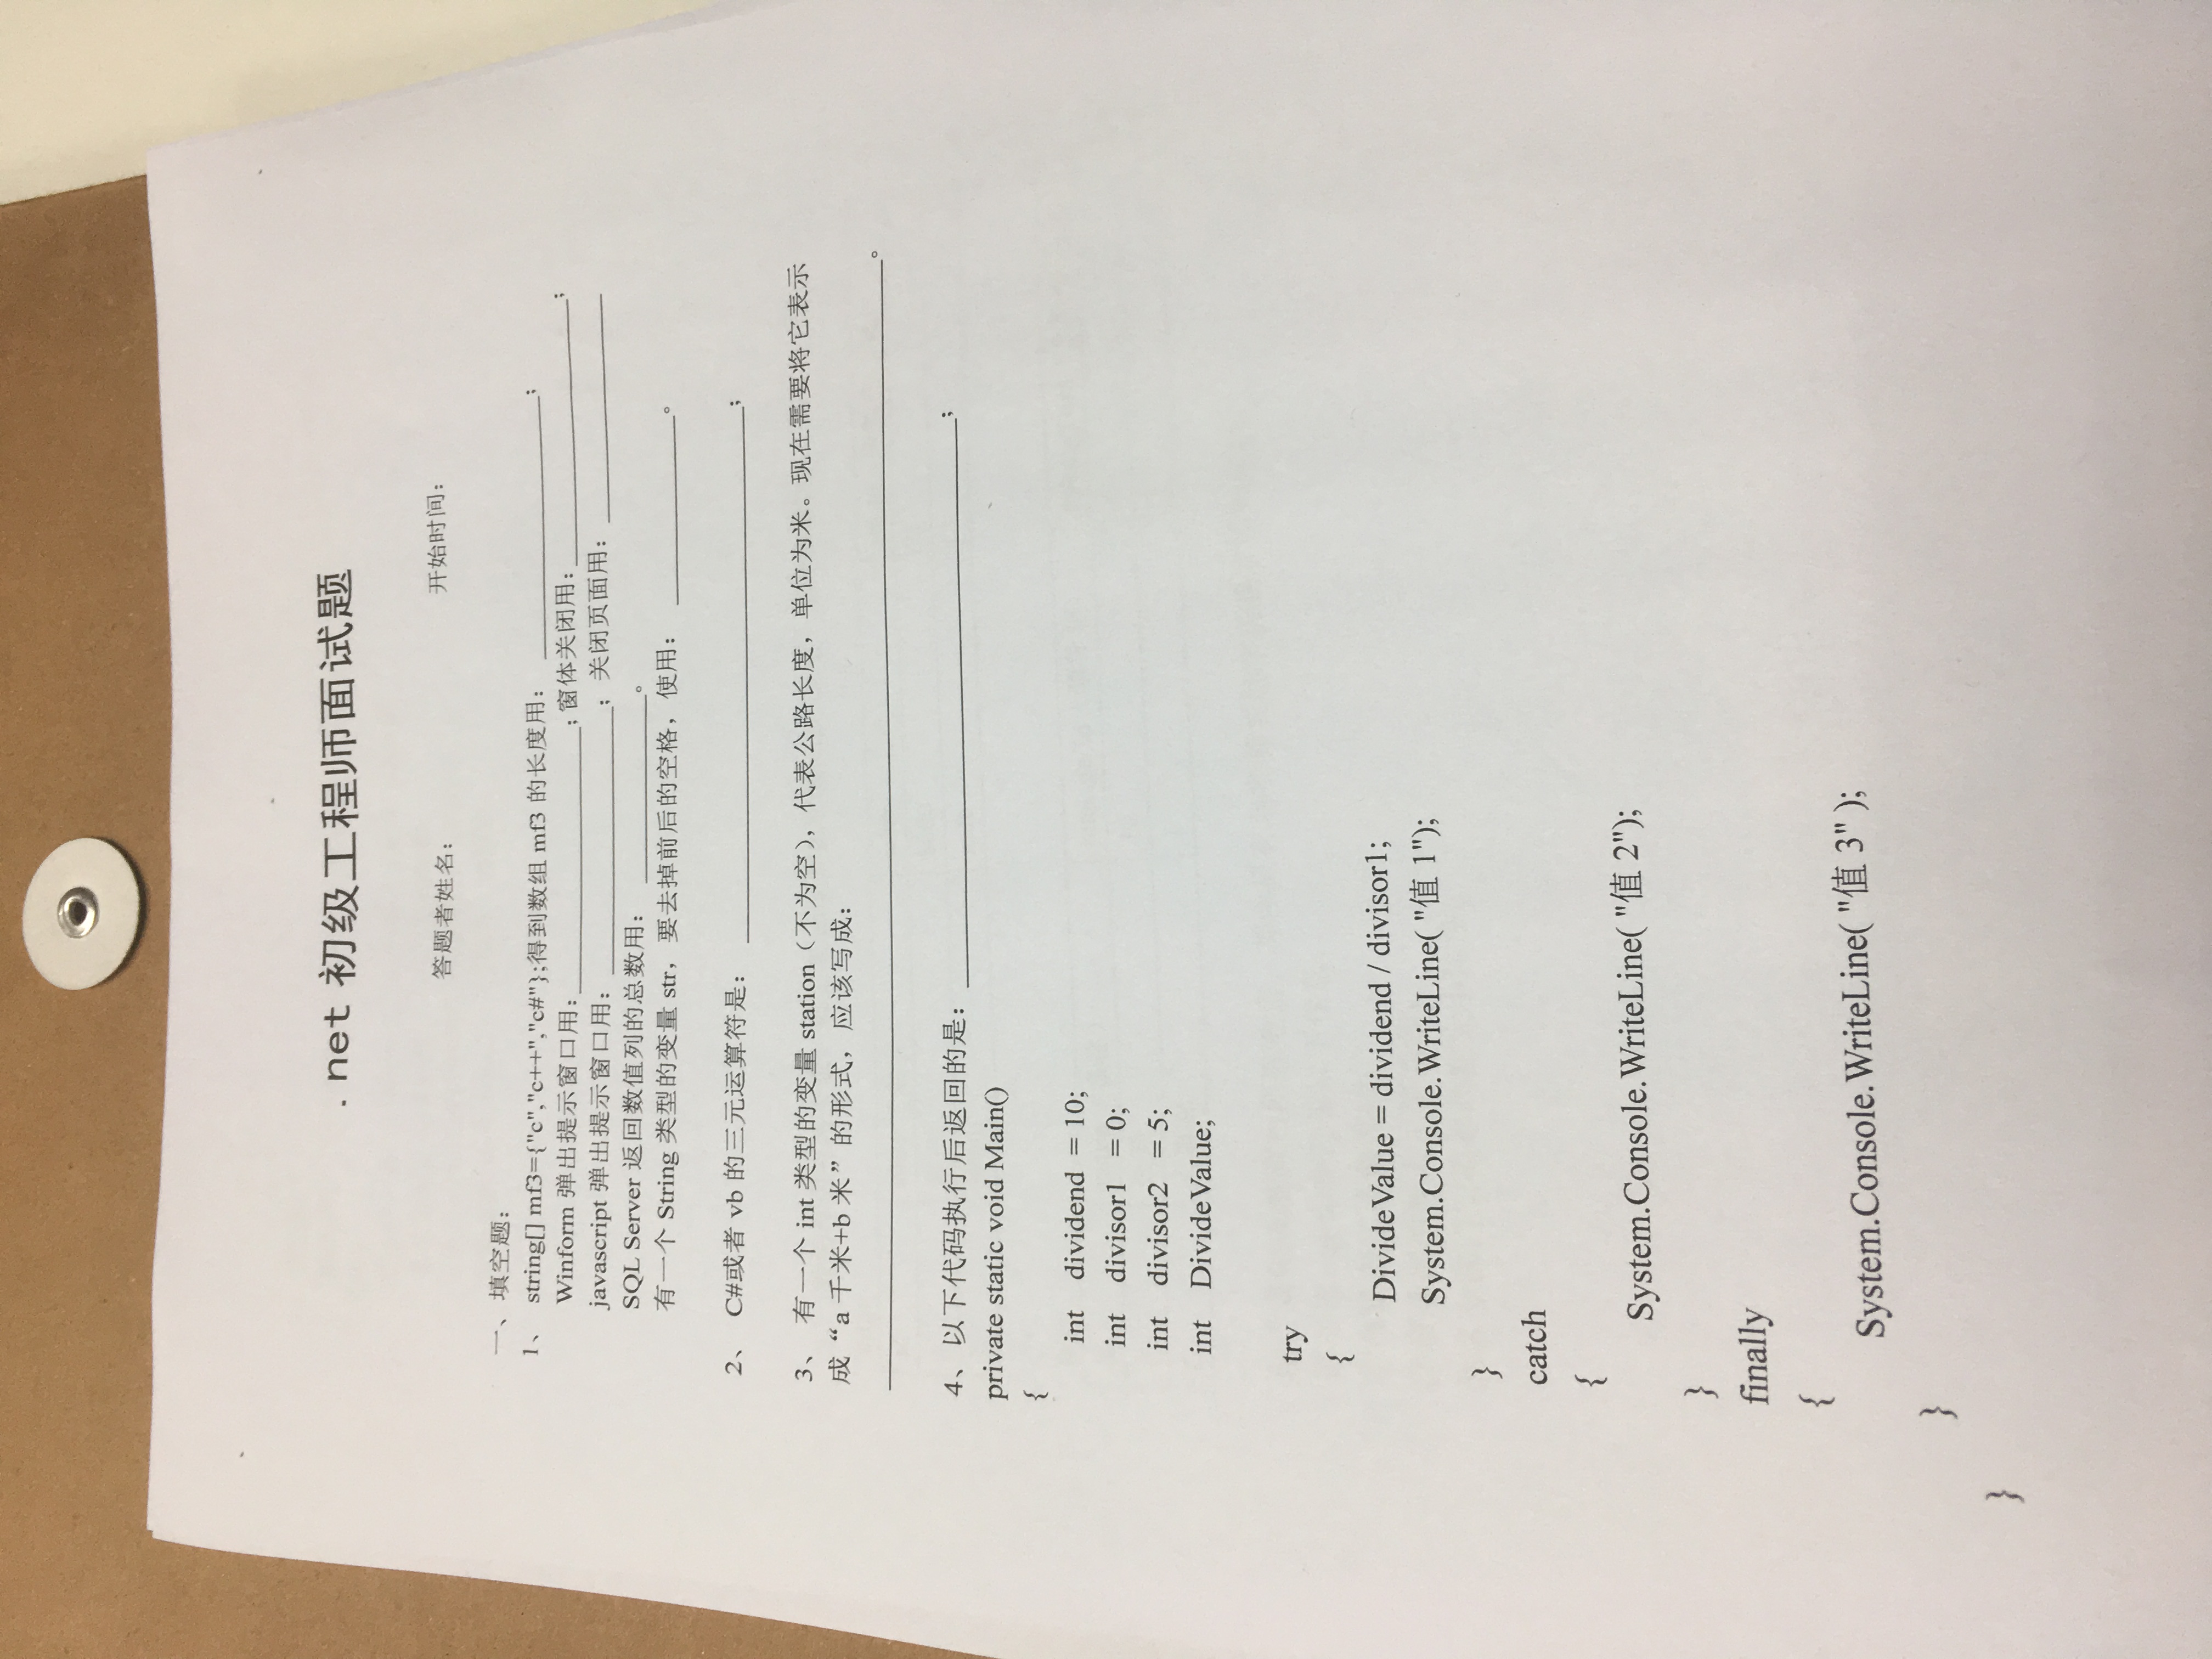 .net 初级工程师面试题
答题者姓名： 开始时间：
一、填空题：
1、 string[] mf3={"c","c++","c#"};得到数组 mf3 的长度用： ____________________;
Winform 弹出提示窗口用：____________________; 窗体关闭用：____________________;
javascript 弹出提示窗口用： ____________________; 关闭页面用： ____________________
SQL Server 返回数值列的总数用： ______________。
有一个 String 类型的变量 str，要去掉前后的空格，使用： ______________。
2、 C#或者 vb 的三元运算符是： ________________________________________;
3、 有一个 int 类型的变量 station（不为空），代表公路长度，单位为米。现在需要将它表示
成“a 千米+b 米”的形式，应该写成：
________________________________________________________________________________。
4、以下代码执行后返回的是： ________________________________________;
private static void Main()
{
int dividend = 10;
int divisor1 = 0;
int divisor2 = 5;
int DivideValue;
try
{
DivideValue = dividend / divisor1;
System.Console.WriteLine( "值 1");
}
catch
{
System.Console.WriteLine( "值 2");
}
finally
{
System.Console.WriteLine( "值 3" );
}
}